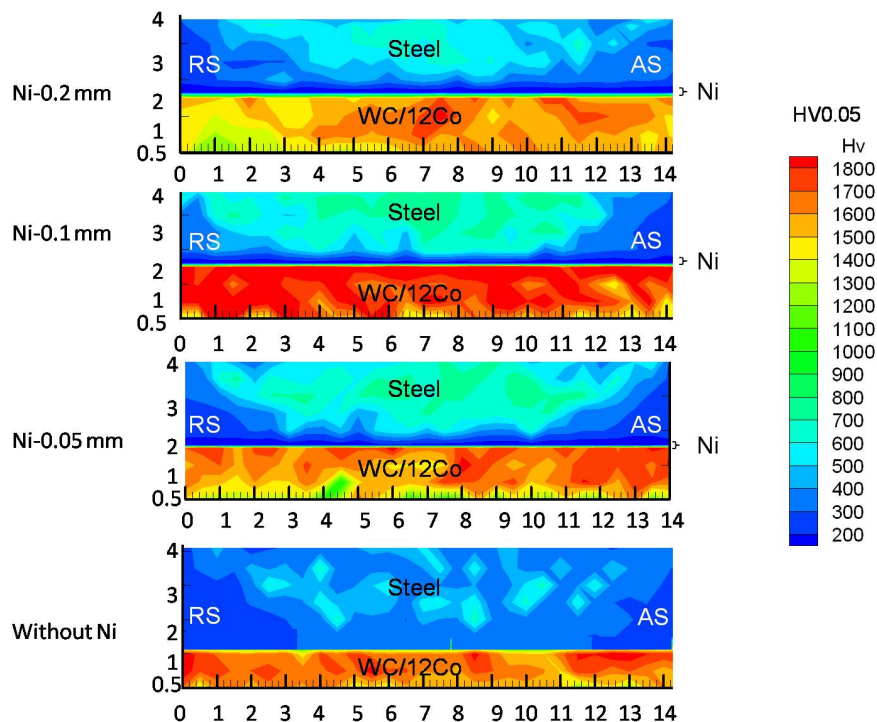 4
Steel
3
RS
AS
Ni-0.2 mm
Ni
2
WC/12Co
1
0.5
0 1 2 3 4 5 6 7 8 9 10 11 12 13 14
4
Steel
Ni-0.1 mm
3
RS
AS
Ni
2
WC/12Co
1
0.5
0 1 2 3 4 5 6 7 8 9 10 11 12 13 14
4
Steel
3
RS
AS
Ni-0.05 mm
Ni
2
WC/12Co
1
0.5
0 1 2 3 4 5 6 7 8 9 10 11 12 13 14
4
Steel
3
RS
AS
Without Ni
2
1
WC/12Co
0.5
0 1 2 3 4 5 6 7 8 9 10 11 12 13 14
HV0.05
Hv
1800
1700
1600
1500
1400
1300
1200
1100
1000
900
800
700
600
500
400
300
200